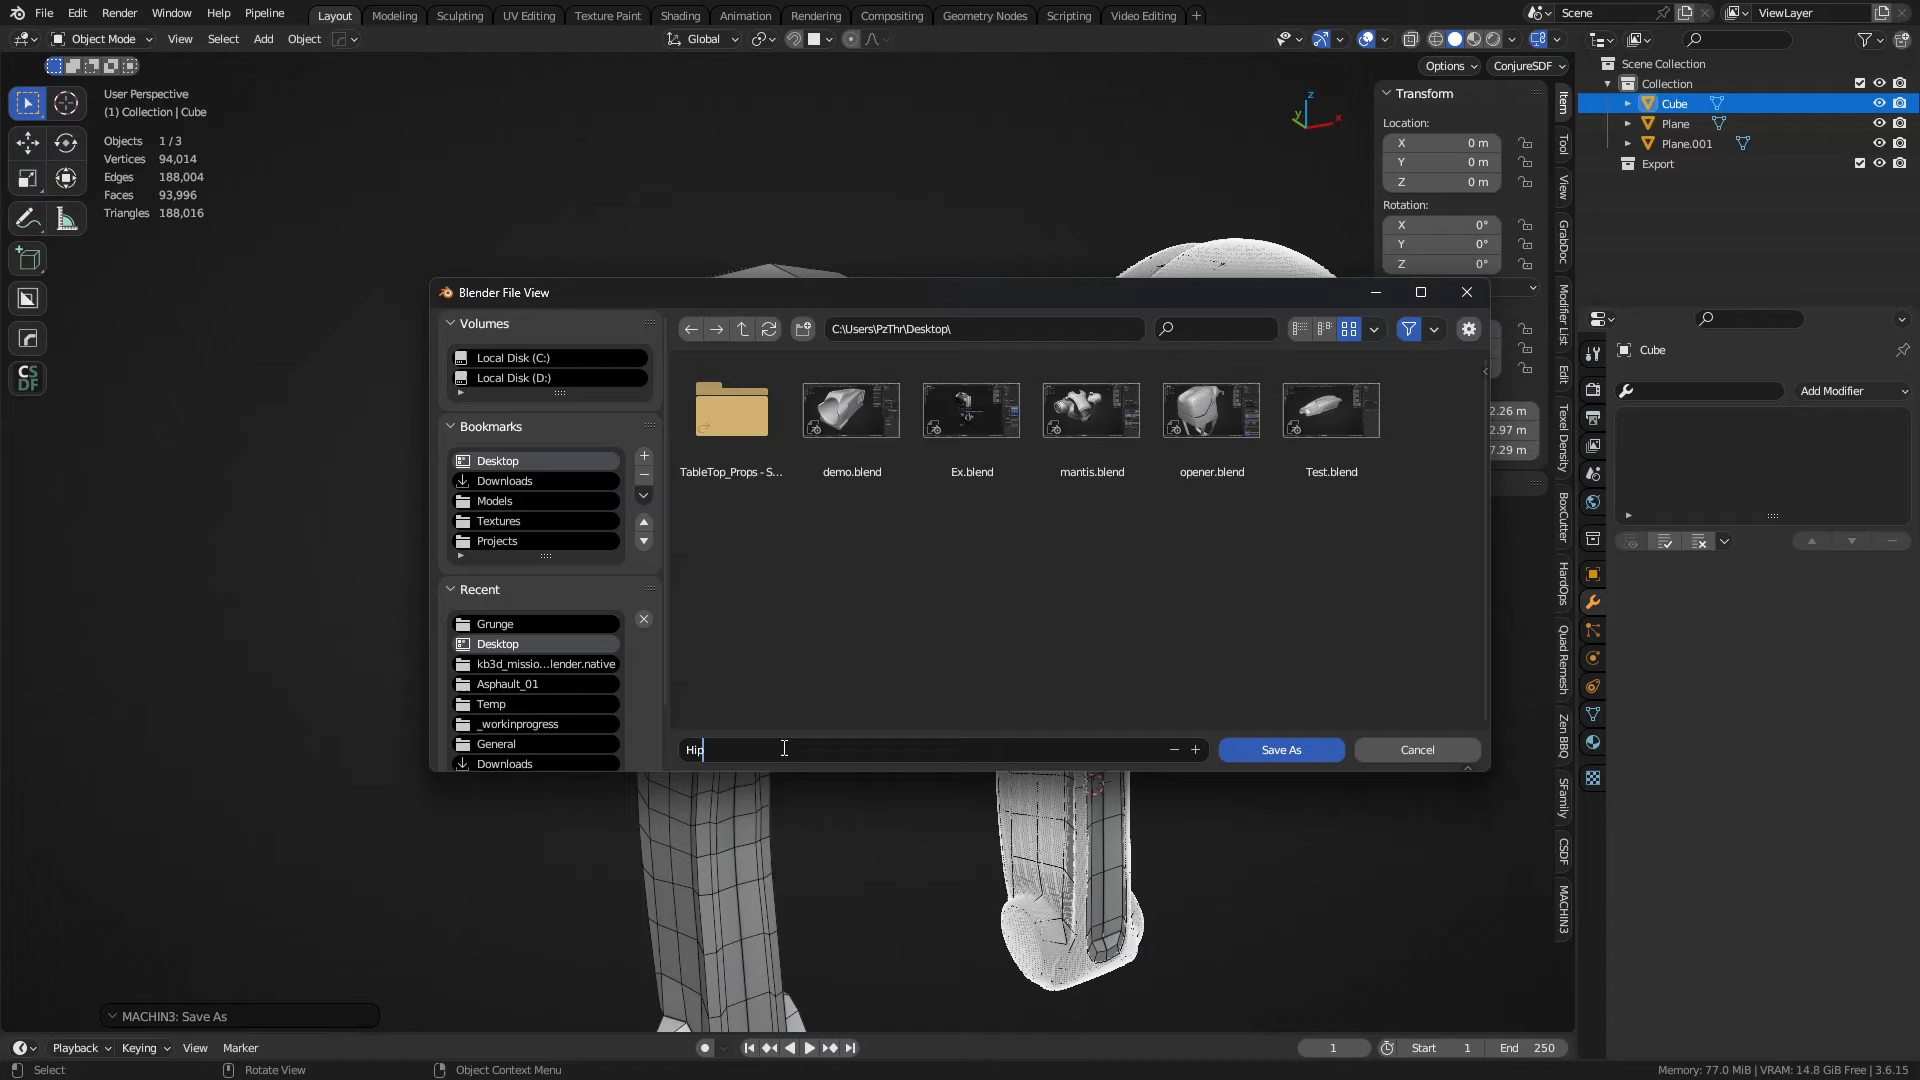 File Edit Render Window Help Pipeline Layout Modeling Sculpting UV Editing Texture Paint Shading Animation Rendering Compositing Geometry Nodes Scripting Video Editing + Scene ViewLayer
Object Mode View Select Add Object Global
Options ConjureSDF
User Perspective
(1) Collection | Cube
Objects 1 / 3
Vertices 94,014
Edges 188,004
Faces 93,996
Triangles 188,016
z
y
x
Transform
Location:
X 0 m
Y 0 m
Z 0 m
Rotation:
X 0°
Y 0°
Z 0°
2.26 m
2.97 m
7.29 m
Item
Tool
View
GrabDoc
Modifier List
Edit
Texel Density
BoxCutter
HardOps
Quad Remesh
Zen BBQ
SFamily
CSDF
MACHIN3
Scene Collection
Collection
Cube
Plane
Plane.001
Export
Cube
Add Modifier
CS
DF
Blender File View
Volumes
Local Disk (C:)
Local Disk (D:)
Bookmarks
Desktop
Downloads
Models
Textures
Projects
Recent
Grunge
Desktop
kb3d_missio...lender.native
Asphault_01
Temp
_workinprogress
General
Downloads
C:\Users\PzThr\Desktop\
TableTop_Props - S... demo.blend Ex.blend mantis.blend opener.blend Test.blend
Hip Save As Cancel
MACHIN3: Save As
Playback Keying View Marker 1 Start 1 End 250
Select Rotate View Object Context Menu Memory: 77.0 MiB | VRAM: 14.8 GiB Free | 3.6.15